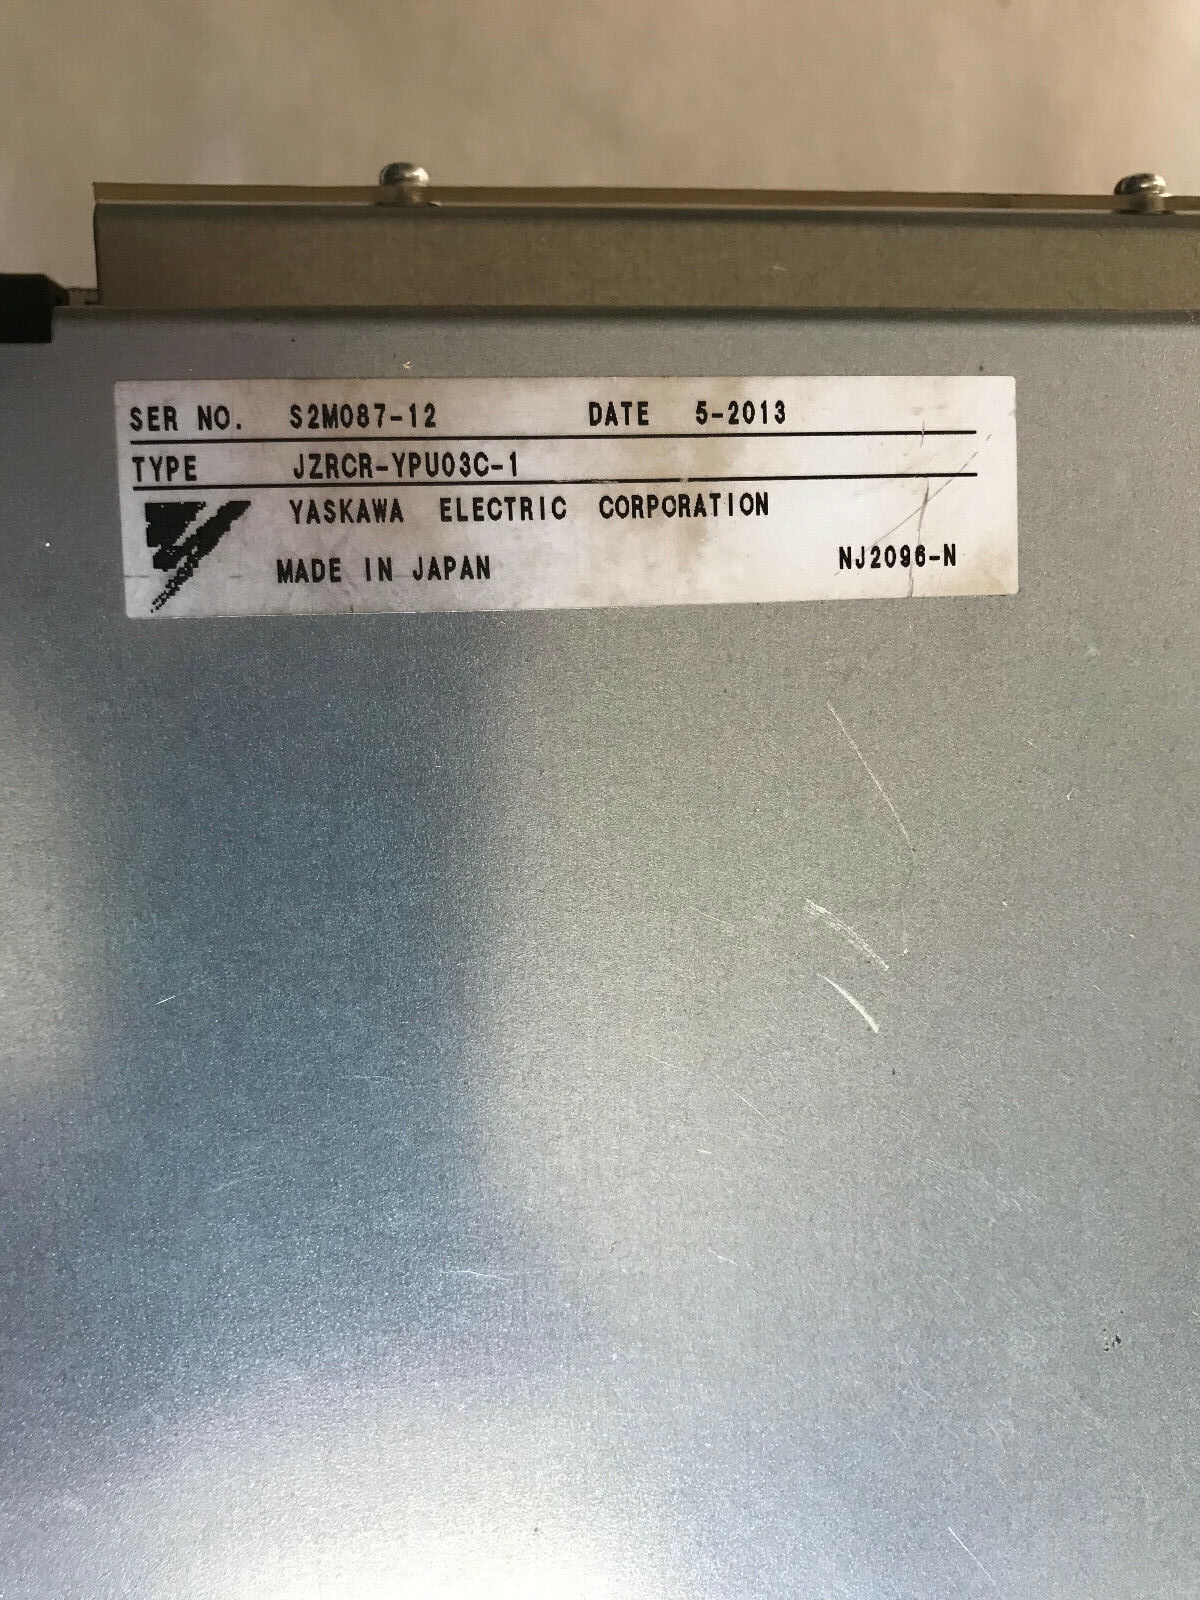 SER NO. S2M087-12 DATE 5-2013
TYPE JZRCR-YPU03C-1
YASKAWA ELECTRIC CORPORATION
MADE IN JAPAN NJ2096-N